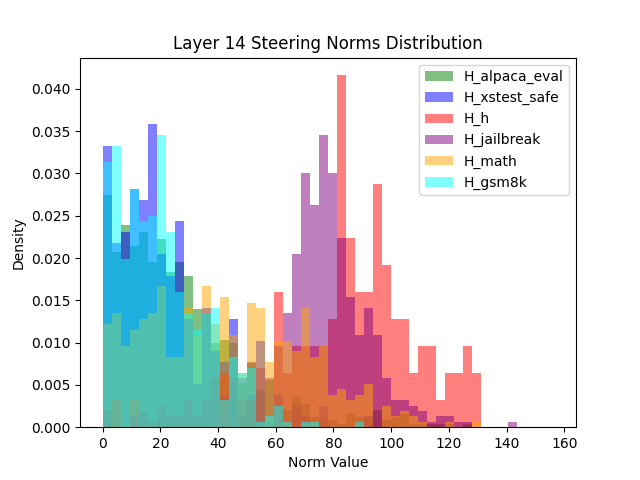 Layer 14 Steering Norms Distribution
H_alpaca_eval
H_xstest_safe
H_h
H_jailbreak
H_math
H_gsm8k
Density
0.040
0.035
0.030
0.025
0.020
0.015
0.010
0.005
0.000
0 20 40 60 80 100 120 140 160
Norm Value